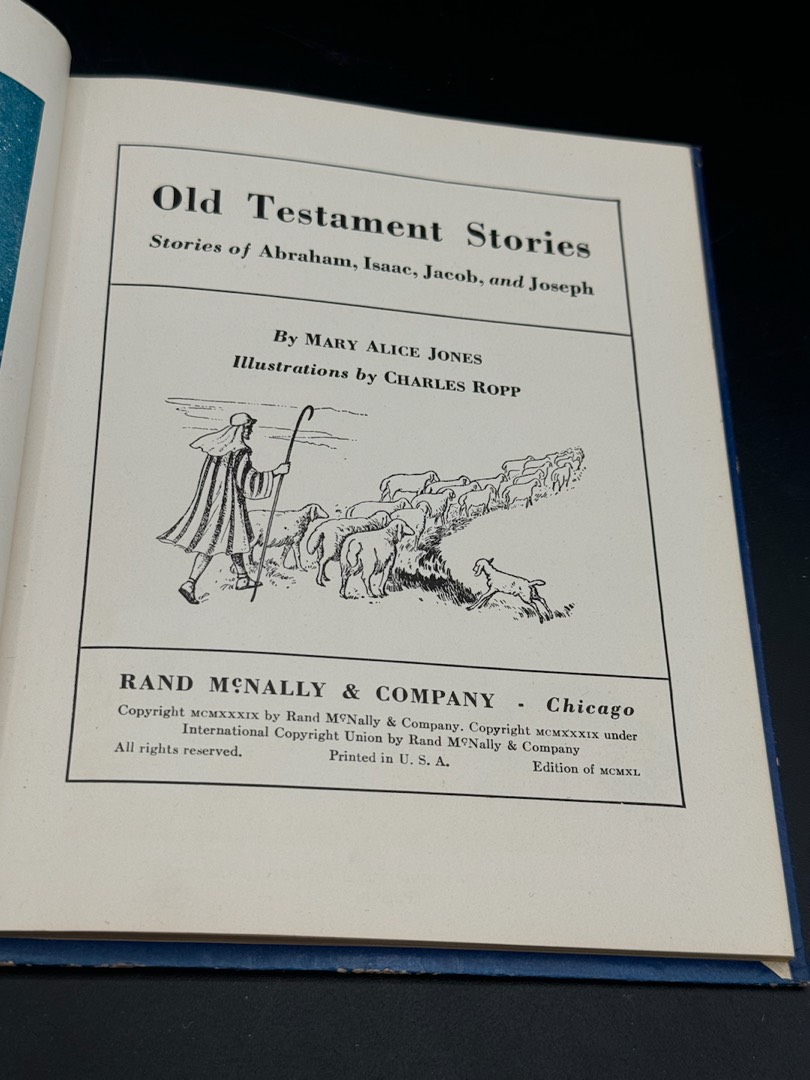 Old Testament Stories
Stories of Abraham, Isaac, Jacob, and Joseph
By MARY ALICE JONES
Illustrations by CHARLES ROPP
RAND McNALLY & COMPANY - Chicago
Copyright MCMXXXIX by Rand McNally & Company. Copyright MCMXXXIX under
International Copyright Union by Rand McNally & Company
All rights reserved. Printed in U. S. A. Edition of MCMXL